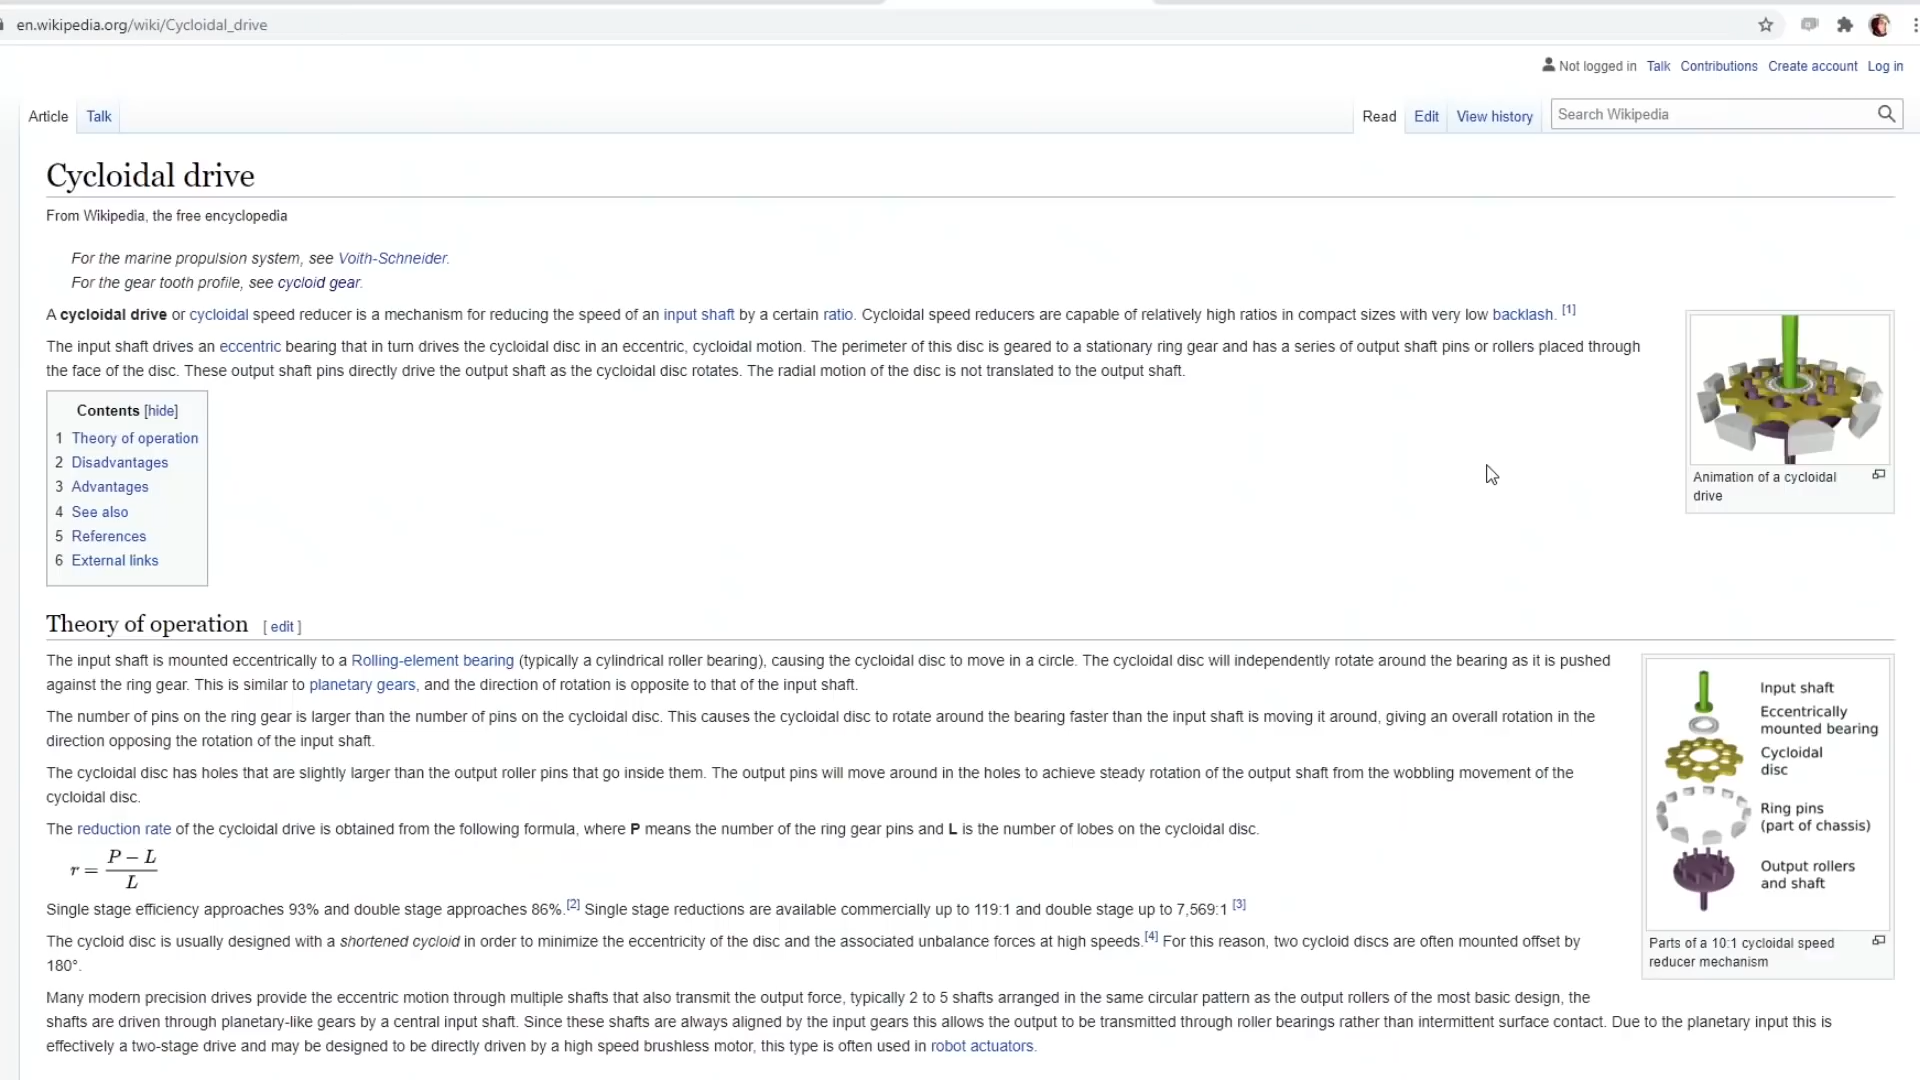 en.wikipedia.org/wiki/Cycloidal_drive
Not logged in Talk Contributions Create account Log in
Article Talk Read Edit View history Search Wikipedia
Cycloidal drive
From Wikipedia, the free encyclopedia
For the marine propulsion system, see Voith-Schneider.
For the gear tooth profile, see cycloid gear.
A cycloidal drive or cycloidal speed reducer is a mechanism for reducing the speed of an input shaft by a certain ratio. Cycloidal speed reducers are capable of relatively high ratios in compact sizes with very low backlash. [1]
The input shaft drives an eccentric bearing that in turn drives the cycloidal disc in an eccentric, cycloidal motion. The perimeter of this disc is geared to a stationary ring gear and has a series of output shaft pins or rollers placed through
the face of the disc. These output shaft pins directly drive the output shaft as the cycloidal disc rotates. The radial motion of the disc is not translated to the output shaft.
Animation of a cycloidal
drive
Contents [hide]
1 Theory of operation
2 Disadvantages
3 Advantages
4 See also
5 References
6 External links
Theory of operation [ edit ]
The input shaft is mounted eccentrically to a Rolling-element bearing (typically a cylindrical roller bearing), causing the cycloidal disc to move in a circle. The cycloidal disc will independently rotate around the bearing as it is pushed
against the ring gear. This is similar to planetary gears, and the direction of rotation is opposite to that of the input shaft.
The number of pins on the ring gear is larger than the number of pins on the cycloidal disc. This causes the cycloidal disc to rotate around the bearing faster than the input shaft is moving it around, giving an overall rotation in the
direction opposing the rotation of the input shaft.
The cycloidal disc has holes that are slightly larger than the output roller pins that go inside them. The output pins will move around in the holes to achieve steady rotation of the output shaft from the wobbling movement of the
cycloidal disc.
The reduction rate of the cycloidal drive is obtained from the following formula, where P means the number of the ring gear pins and L is the number of lobes on the cycloidal disc.
r = P − L
L
Single stage efficiency approaches 93% and double stage approaches 86%.[2] Single stage reductions are available commercially up to 119:1 and double stage up to 7,569:1 [3]
The cycloid disc is usually designed with a shortened cycloid in order to minimize the eccentricity of the disc and the associated unbalance forces at high speeds.[4] For this reason, two cycloid discs are often mounted offset by
180°.
Many modern precision drives provide the eccentric motion through multiple shafts that also transmit the output force, typically 2 to 5 shafts arranged in the same circular pattern as the output rollers of the most basic design, the
shafts are driven through planetary-like gears by a central input shaft. Since these shafts are always aligned by the input gears this allows the output to be transmitted through roller bearings rather than intermittent surface contact. Due to the planetary input this is
effectively a two-stage drive and may be designed to be directly driven by a high speed brushless motor, this type is often used in robot actuators.
Input shaft
Eccentrically
mounted bearing
Cycloidal
disc
Ring pins
(part of chassis)
Output rollers
and shaft
Parts of a 10:1 cycloidal speed
reducer mechanism